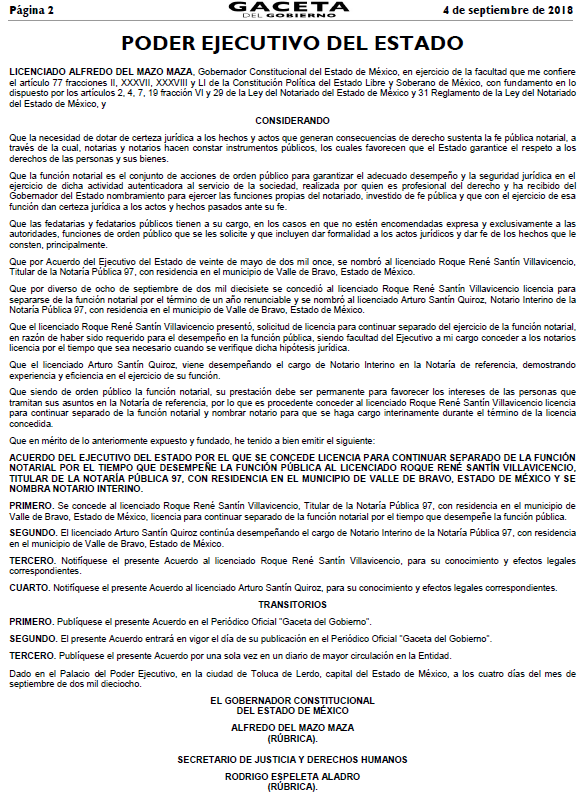 Página 2
GACETA
DEL GOBIERNO
4 de septiembre de 2018
PODER EJECUTIVO DEL ESTADO
LICENCIADO ALFREDO DEL MAZO MAZA, Gobernador Constitucional del Estado de México, en ejercicio de la facultad que me confiere
el artículo 77 fracciones II, XXXVII, XXXVIII y LI de la Constitución Política del Estado Libre y Soberano de México, con fundamento en lo
dispuesto por los artículos 2, 4, 7, 19 fracción VI y 29 de la Ley del Notariado del Estado de México y 31 Reglamento de la Ley del Notariado
del Estado de México, y
CONSIDERANDO
Que la necesidad de dotar de certeza jurídica a los hechos y actos que generan consecuencias de derecho sustenta la fe pública notarial, a
través de la cual, notarias y notarios hacen constar instrumentos públicos, los cuales favorecen que el Estado garantice el respeto a los
derechos de las personas y sus bienes.
Que la función notarial es el conjunto de acciones de orden público para garantizar el adecuado desempeño y la seguridad jurídica en el
ejercicio de dicha actividad autenticadora al servicio de la sociedad, realizada por quien es profesional del derecho y ha recibido del
Gobernador del Estado nombramiento para ejercer las funciones propias del notariado, investido de fe pública y que con el ejercicio de esa
función dan certeza jurídica a los actos y hechos pasados ante su fe.
Que las fedatarias y fedatarios públicos tienen a su cargo, en los casos en que no estén encomendadas expresa y exclusivamente a las
autoridades, funciones de orden público que se les solicite y que incluyen dar formalidad a los actos jurídicos y dar fe de los hechos que le
consten, principalmente.
Que por Acuerdo del Ejecutivo del Estado de veinte de mayo de dos mil once, se nombró al licenciado Roque René Santín Villavicencio,
Titular de la Notaría Pública 97, con residencia en el municipio de Valle de Bravo, Estado de México.
Que por diverso de ocho de septiembre de dos mil diecisiete se concedió al licenciado Roque René Santín Villavicencio licencia para
separarse de la función notarial por el término de un año renunciable y se nombró al licenciado Arturo Santín Quiroz, Notario Interino de la
Notaría Pública 97, con residencia en el municipio de Valle de Bravo, Estado de México.
Que el licenciado Roque René Santín Villavicencio presentó, solicitud de licencia para continuar separado del ejercicio de la función notarial,
en razón de haber sido requerido para el desempeño en la función pública, siendo facultad del Ejecutivo a mi cargo conceder a los notarios
licencia por el tiempo que sea necesario cuando se verifique dicha hipótesis jurídica.
Que el licenciado Arturo Santín Quiroz, viene desempeñando el cargo de Notario Interino en la Notaría de referencia, demostrando
experiencia y eficiencia en el ejercicio de su función.
Que siendo de orden público la función notarial, su prestación debe ser permanente para favorecer los intereses de las personas que
tramitan sus asuntos en la Notaría de referencia, por lo que es procedente conceder al licenciado Roque René Santín Villavicencio licencia
para continuar separado de la función notarial y nombrar notario para que se haga cargo interinamente durante el término de la licencia
concedida.
Que en mérito de lo anteriormente expuesto y fundado, he tenido a bien emitir el siguiente:
ACUERDO DEL EJECUTIVO DEL ESTADO POR EL QUE SE CONCEDE LICENCIA PARA CONTINUAR SEPARADO DE LA FUNCIÓN
NOTARIAL POR EL TIEMPO QUE DESEMPEÑE LA FUNCIÓN PÚBLICA AL LICENCIADO ROQUE RENÉ SANTÍN VILLAVICENCIO,
TITULAR DE LA NOTARÍA PÚBLICA 97, CON RESIDENCIA EN EL MUNICIPIO DE VALLE DE BRAVO, ESTADO DE MÉXICO Y SE
NOMBRA NOTARIO INTERINO.
PRIMERO. Se concede al licenciado Roque René Santín Villavicencio, Titular de la Notaría Pública 97, con residencia en el municipio de
Valle de Bravo, Estado de México, licencia para continuar separado de la función notarial por el tiempo que desempeñe la función pública.
SEGUNDO. El licenciado Arturo Santín Quiroz continúa desempeñando el cargo de Notario Interino de la Notaría Pública 97, con residencia
en el municipio de Valle de Bravo, Estado de México.
TERCERO. Notifíquese el presente Acuerdo al licenciado Roque René Santín Villavicencio, para su conocimiento y efectos legales
correspondientes.
CUARTO. Notifíquese el presente Acuerdo al licenciado Arturo Santín Quiroz, para su conocimiento y efectos legales correspondientes.
TRANSITORIOS
PRIMERO. Publíquese el presente Acuerdo en el Periódico Oficial "Gaceta del Gobierno".
SEGUNDO. El presente Acuerdo entrará en vigor el día de su publicación en el Periódico Oficial "Gaceta del Gobierno".
TERCERO. Publíquese el presente Acuerdo por una sola vez en un diario de mayor circulación en la Entidad.
Dado en el Palacio del Poder Ejecutivo, en la ciudad de Toluca de Lerdo, capital del Estado de México, a los cuatro días del mes de
septiembre de dos mil dieciocho.
EL GOBERNADOR CONSTITUCIONAL
DEL ESTADO DE MÉXICO
ALFREDO DEL MAZO MAZA
(RÚBRICA).
SECRETARIO DE JUSTICIA Y DERECHOS HUMANOS
RODRIGO ESPELETA ALADRO
(RÚBRICA).